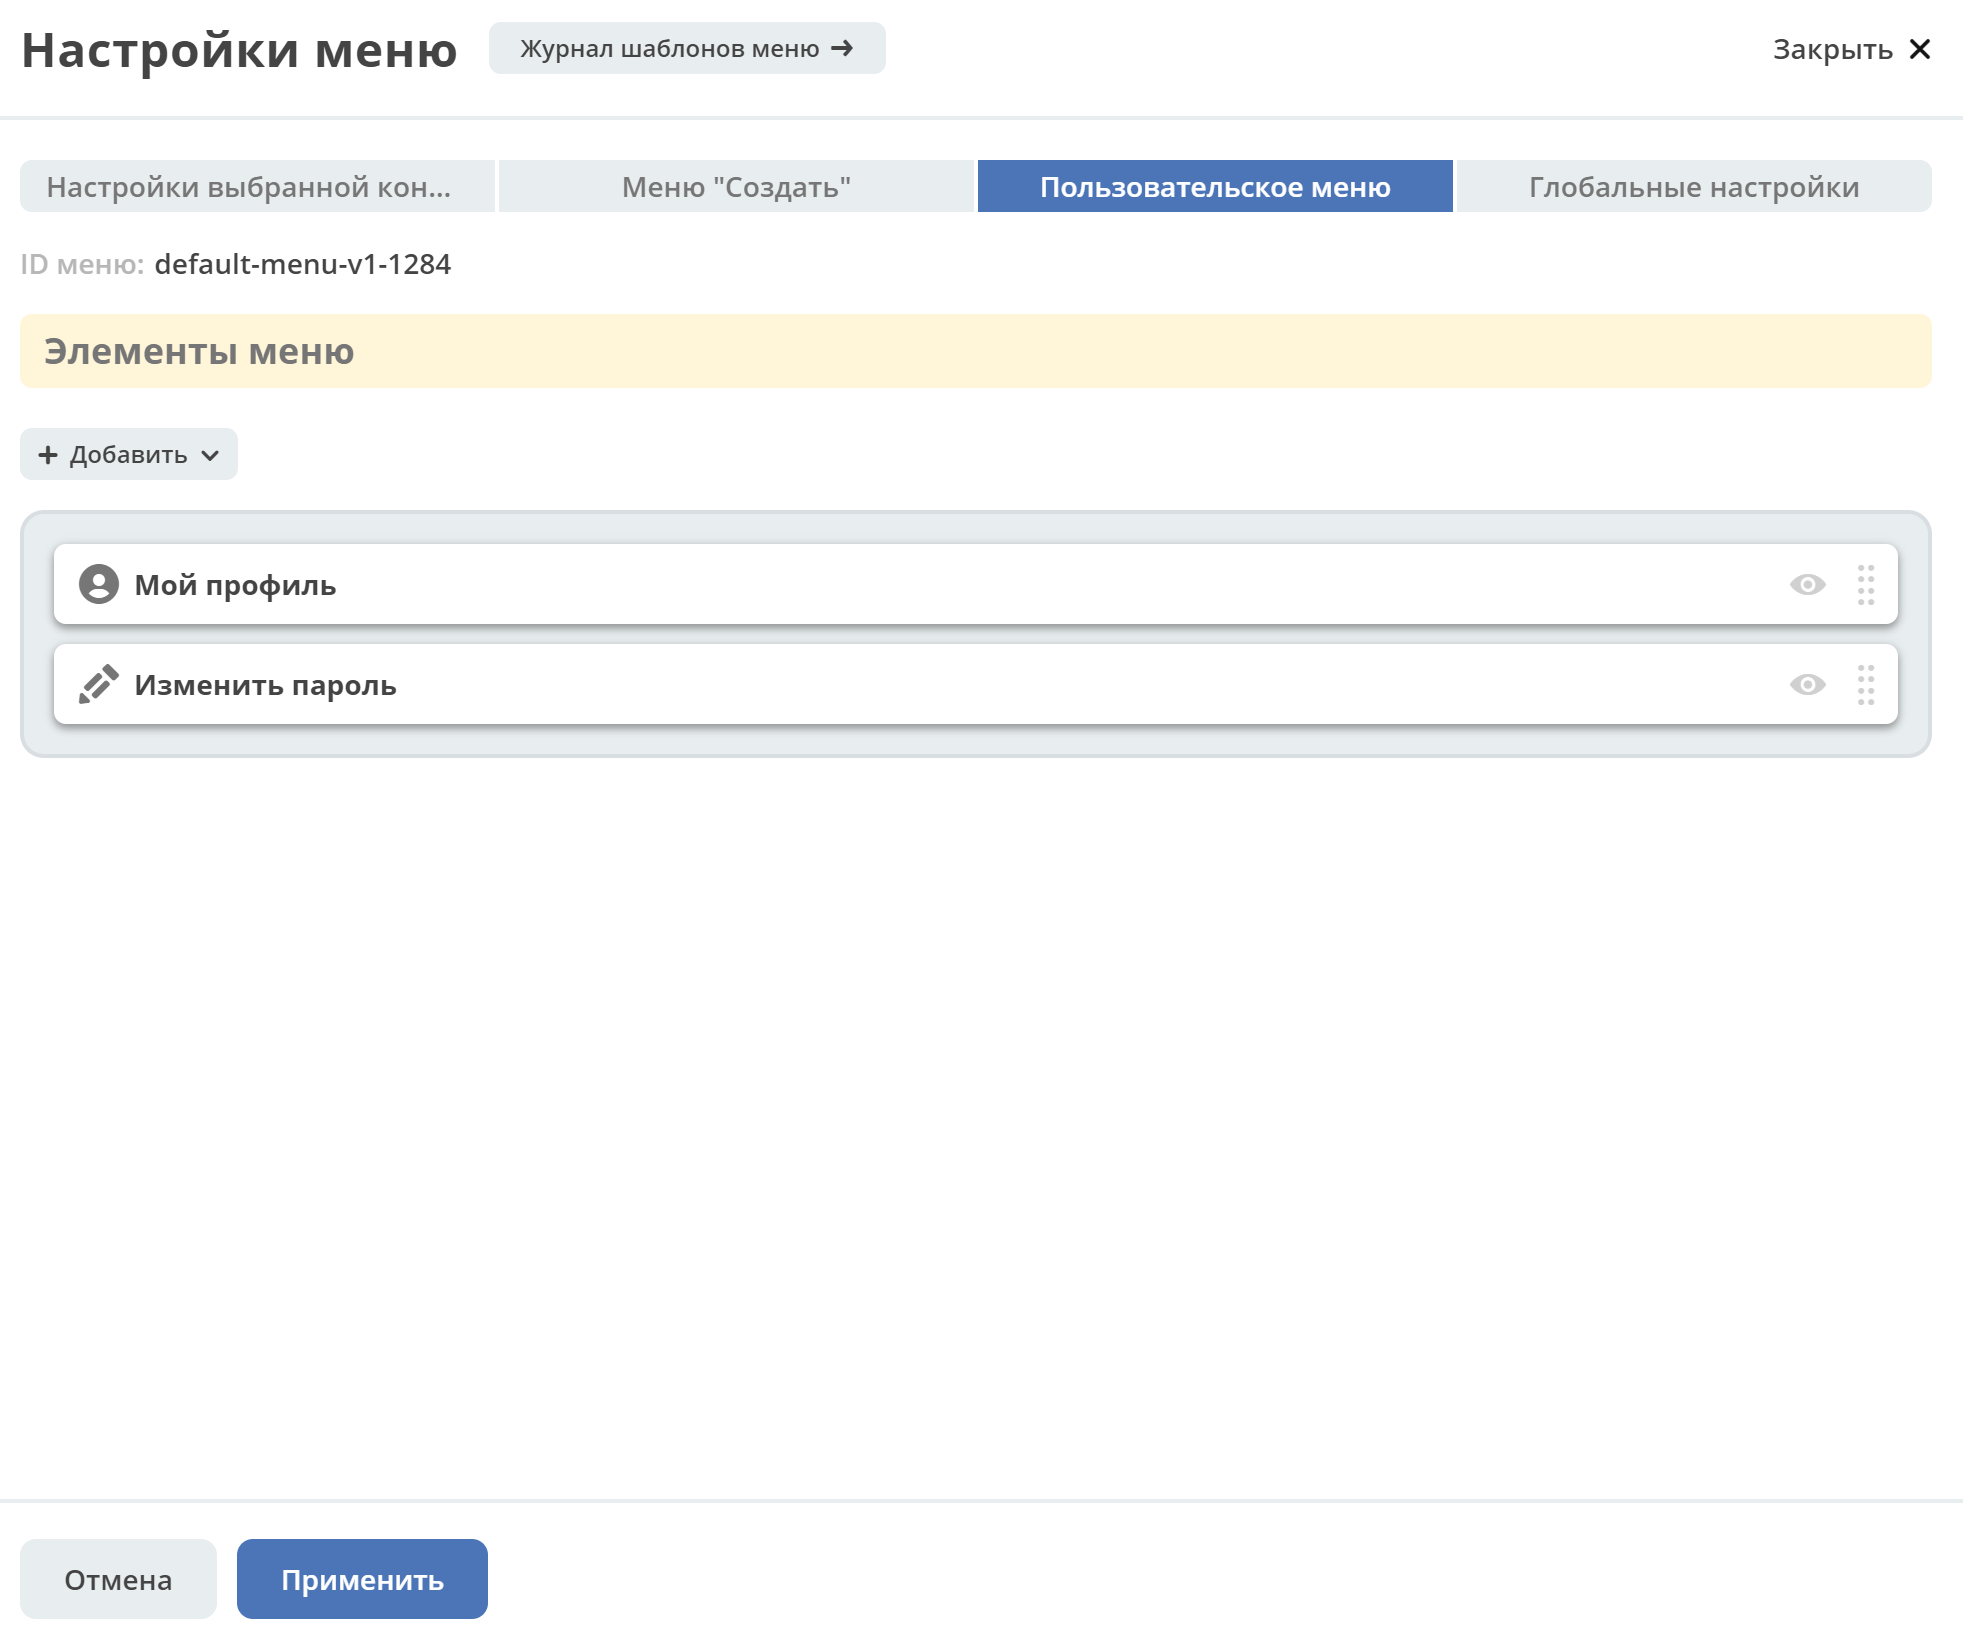 Настройки меню
Журнал шаблонов меню →
Закрыть
Настройки выбранной кон...
Меню "Создать"
Пользовательское меню
Глобальные настройки
ID меню: default-menu-v1-1284
Элементы меню
+ Добавить
Мой профиль
Изменить пароль
Отмена
Применить